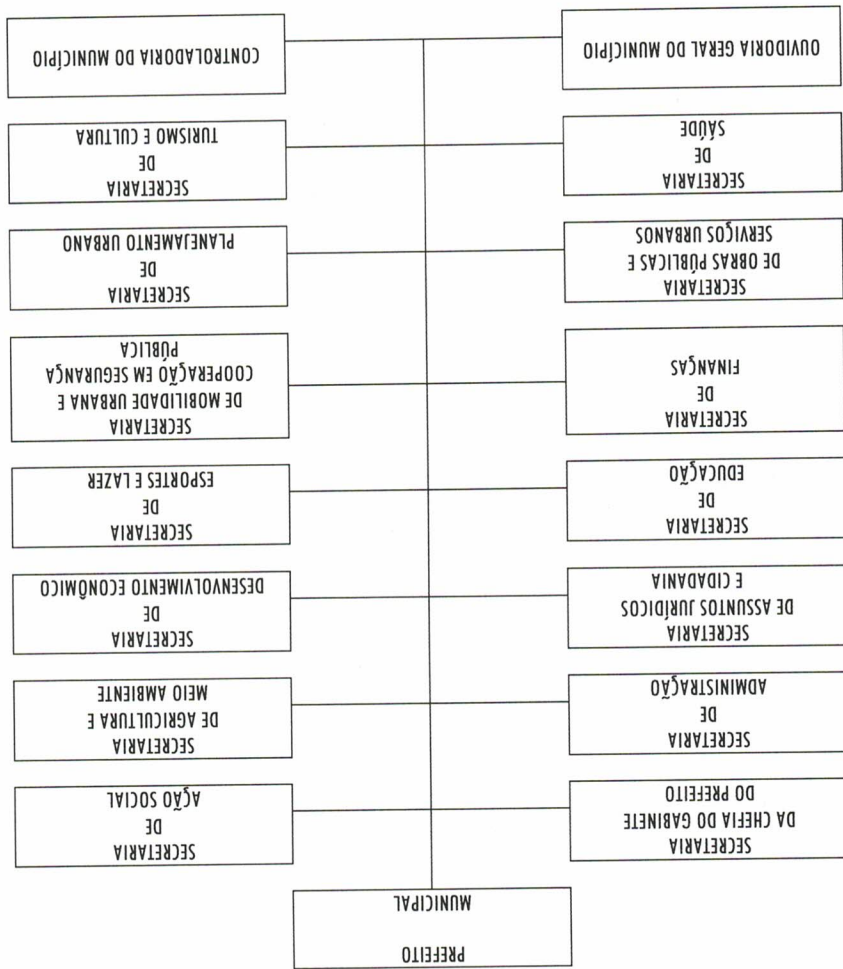 PREFEITO
MUNICIPAL
SECRETARIA
DA CHEFIA DO GABINETE
DO PREFEITO
SECRETARIA
DE
AÇÃO SOCIAL
SECRETARIA
DE
ADMINISTRAÇÃO
SECRETARIA
DE AGRICULTURA E
MEIO AMBIENTE
SECRETARIA
DE ASSUNTOS JURÍDICOS
E CIDADANIA
SECRETARIA
DE
DESENVOLVIMENTO ECONÔMICO
SECRETARIA
DE
EDUCAÇÃO
SECRETARIA
DE
ESPORTES E LAZER
SECRETARIA
DE
FINANÇAS
SECRETARIA
DE MOBILIDADE URBANA E
COOPERAÇÃO EM SEGURANÇA
PÚBLICA
SECRETARIA
DE OBRAS PÚBLICAS E
SERVIÇOS URBANOS
SECRETARIA
DE
PLANEJAMENTO URBANO
SECRETARIA
DE
SAÚDE
SECRETARIA
DE
TURISMO E CULTURA
OUVIDORIA GERAL DO MUNICÍPIO
CONTROLADORIA DO MUNICÍPIO